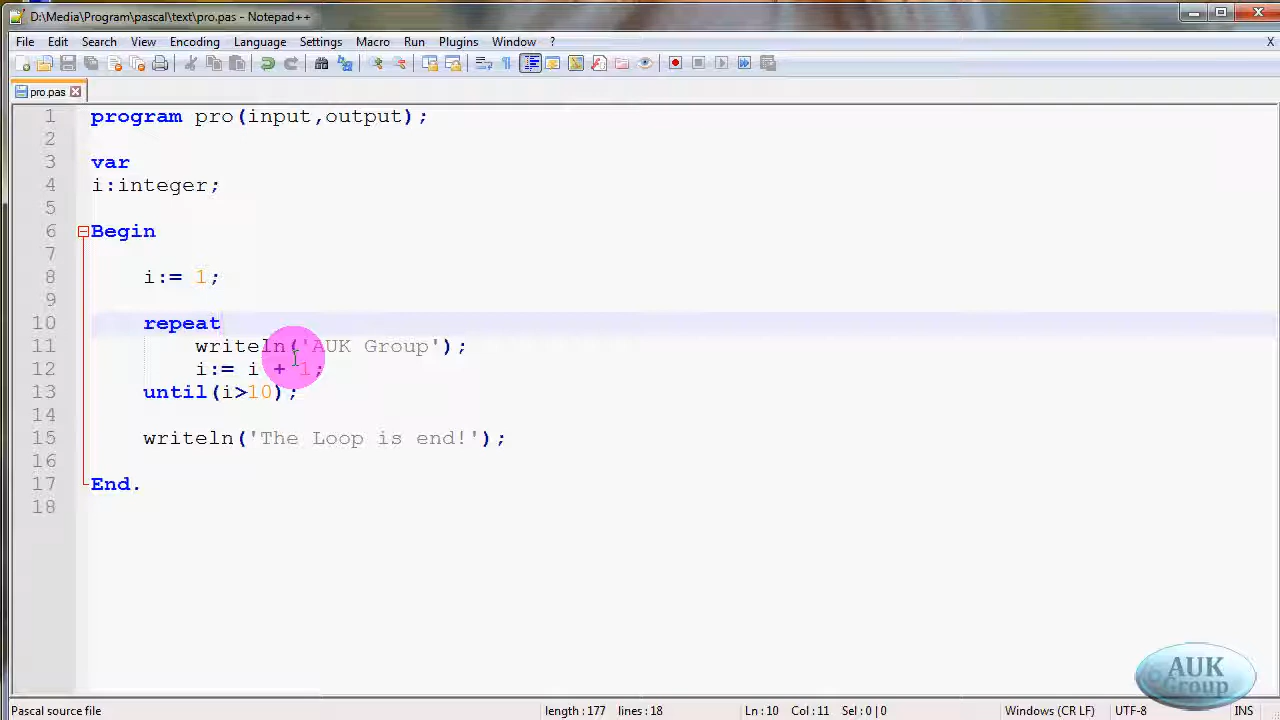 D:\Media\Program\pascal\text\pro.pas - Notepad++
File Edit Search View Encoding Language Settings Macro Run Plugins Window ? X
pro.pas
1 program pro(input,output);
2
3 var
4 i:integer;
5
6 Begin
7
8 i:= 1;
9
10 repeat
11 writeln('AUK Group');
12 i:= i + 1;
13 until(i>10);
14
15 writeln('The Loop is end!');
16
17 End.
18
AUK
Group
Pascal source file length : 177 lines : 18 Ln : 10 Col : 11 Sel : 0 | 0 Windows (CR LF) UTF-8 INS